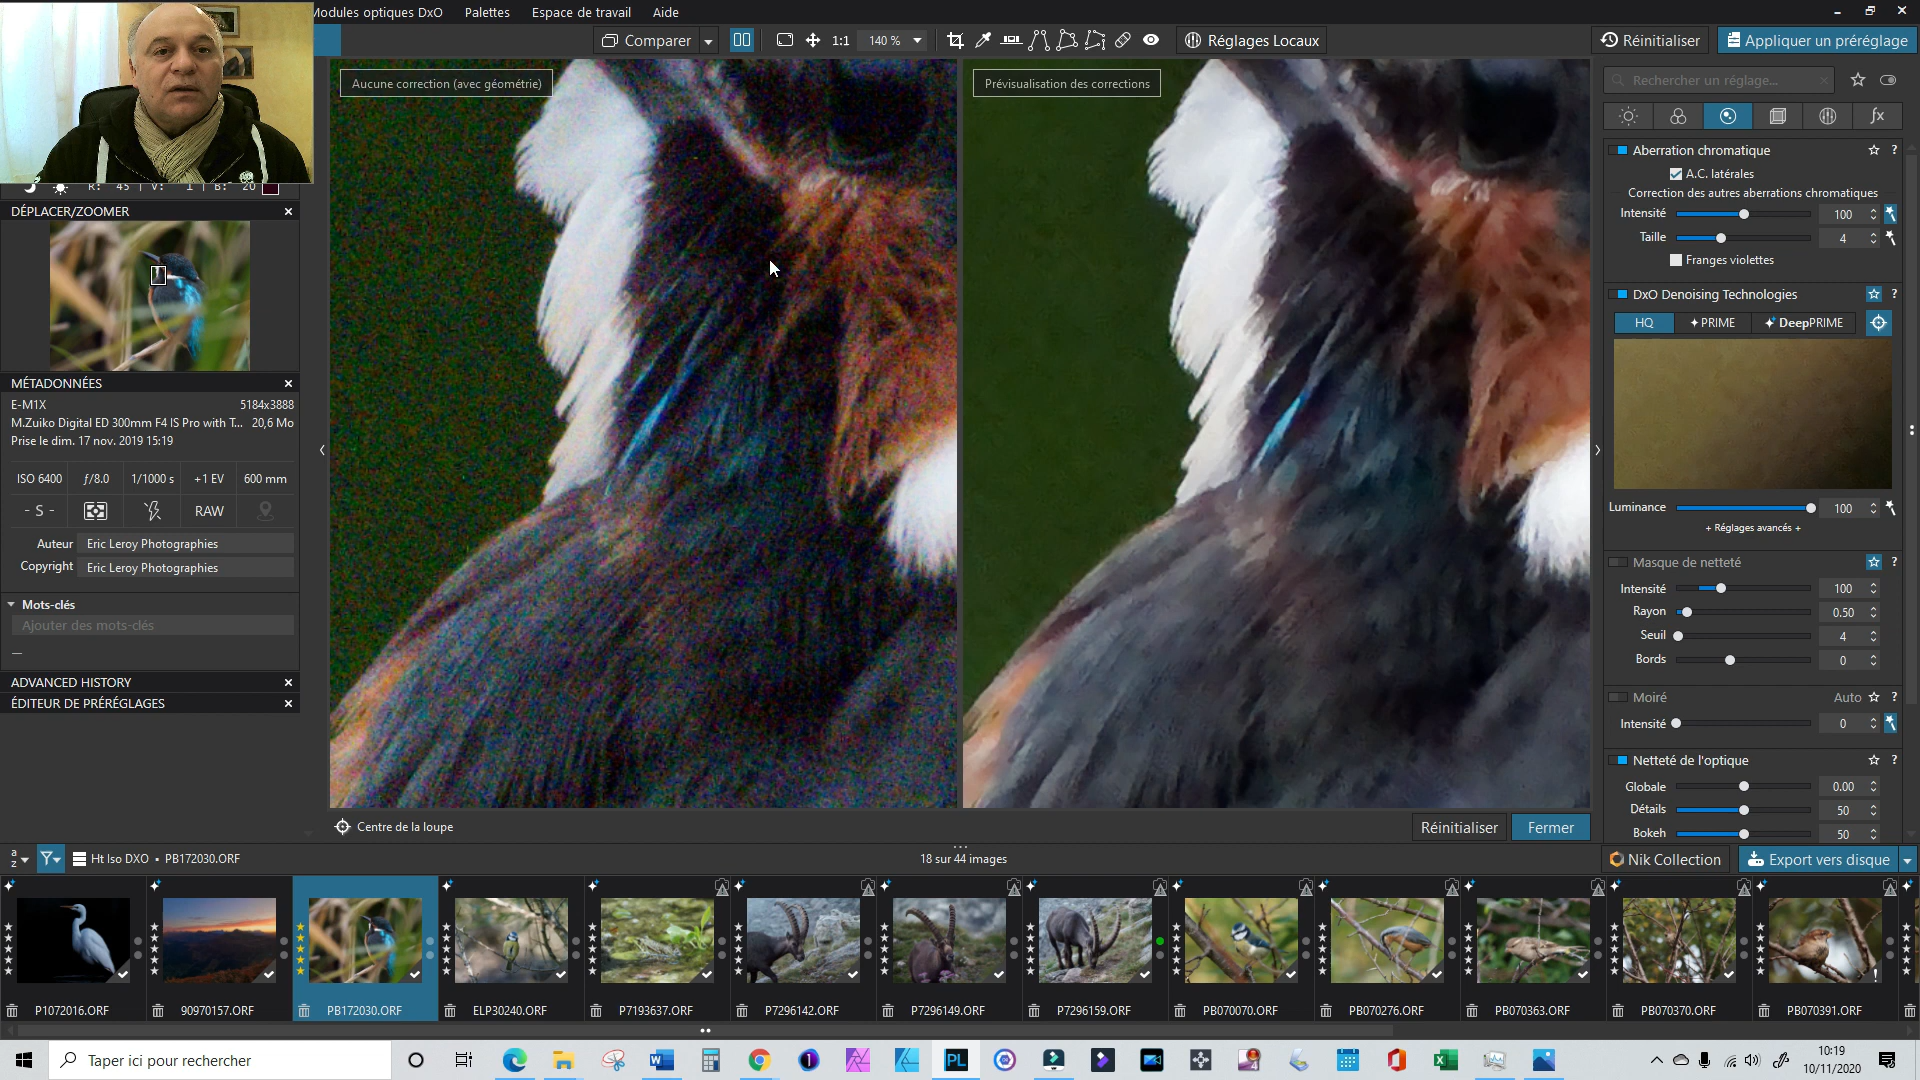 Modules optiques DxO
Palettes
Espace de travail
Aide
Comparer
1:1
140 %
Réglages Locaux
Réinitialiser
Appliquer un préréglage
Aucune correction (avec géométrie)
Prévisualisation des corrections
Rechercher un réglage...
fx
R: 45 | V: 1 | B: 20
DÉPLACER/ZOOMER
MÉTADONNÉES
E-M1X 5184x3888
M.Zuiko Digital ED 300mm F4 IS Pro with T... 20,6 Mo
Prise le dim. 17 nov. 2019 15:19
ISO 6400 ƒ/8.0 1/1000 s +1 EV 600 mm
- S - RAW
Auteur Eric Leroy Photographies
Copyright Eric Leroy Photographies
Mots-clés
Ajouter des mots-clés
—
ADVANCED HISTORY
ÉDITEUR DE PRÉRÉGLAGES
Aberration chromatique
A.C. latérales
Correction des autres aberrations chromatiques
Intensité 100
Taille 4
Franges violettes
DxO Denoising Technologies
HQ PRIME DeepPRIME
Luminance 100
+ Réglages avancés +
Masque de netteté
Intensité 100
Rayon 0.50
Seuil 4
Bords 0
Moiré Auto
Intensité 0
Netteté de l'optique
Globale 0.00
Détails 50
Bokeh 50
Centre de la loupe
Réinitialiser
Fermer
Ht Iso DXO • PB172030.ORF
18 sur 44 images
Nik Collection
Export vers disque
P1072016.ORF
90970157.ORF
PB172030.ORF
ELP30240.ORF
P7193637.ORF
P7296142.ORF
P7296149.ORF
P7296159.ORF
PB070070.ORF
PB070276.ORF
PB070363.ORF
PB070370.ORF
PB070391.ORF
Taper ici pour rechercher
PL
10:19
10/11/2020